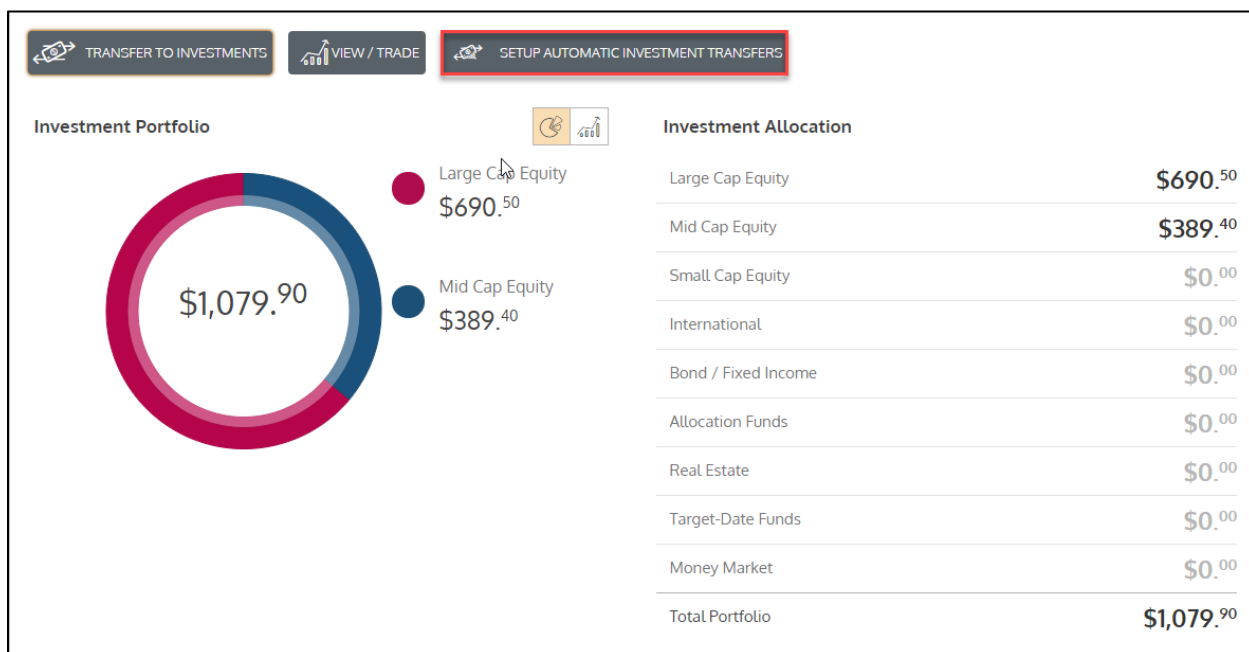 TRANSFER TO INVESTMENTS
VIEW / TRADE
SETUP AUTOMATIC INVESTMENT TRANSFERS
Investment Portfolio
Large Cap Equity
$690.50
$1,079.90
Mid Cap Equity
$389.40
Investment Allocation
Large Cap Equity $690.50
Mid Cap Equity $389.40
Small Cap Equity $0.00
International $0.00
Bond / Fixed Income $0.00
Allocation Funds $0.00
Real Estate $0.00
Target-Date Funds $0.00
Money Market $0.00
Total Portfolio $1,079.90